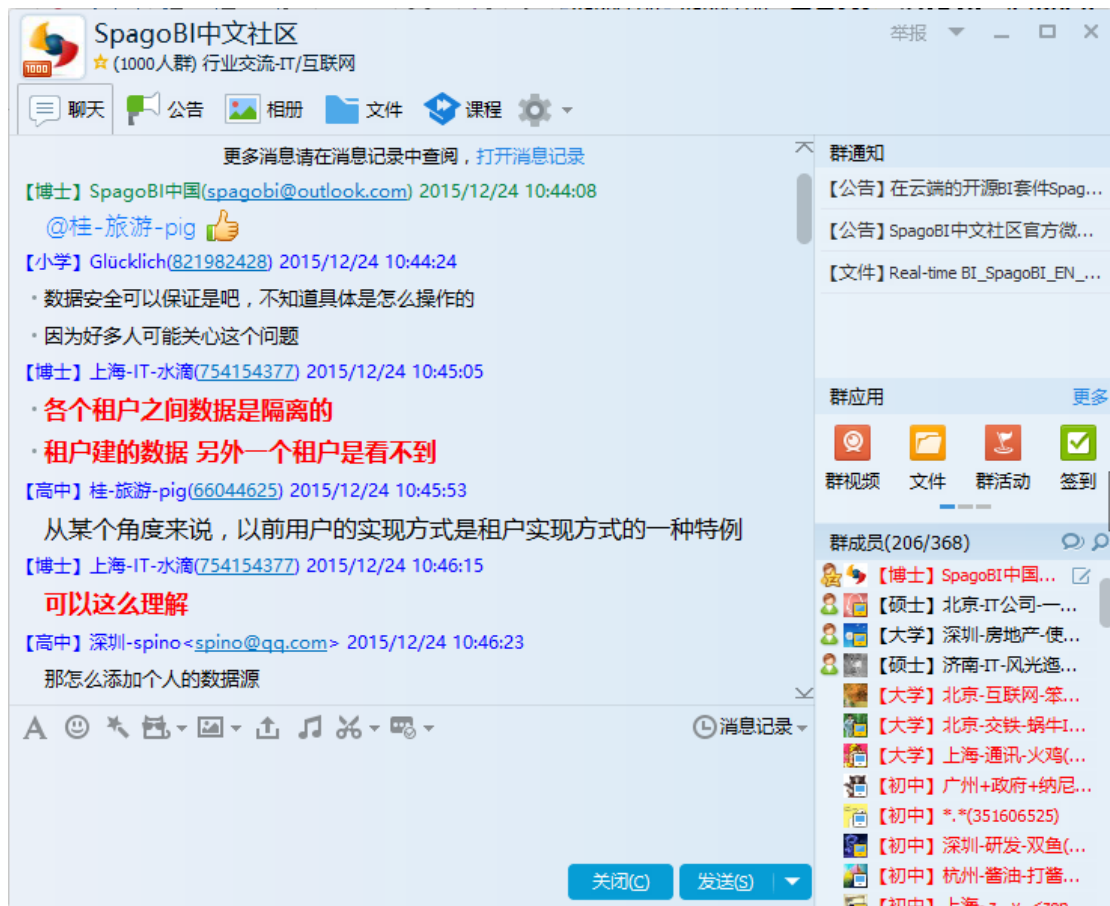 SpagoBI中文社区
举报
(1000人群) 行业交流-IT/互联网
1000
聊天 公告 相册 文件 课程
更多消息请在消息记录中查阅，打开消息记录
【博士】SpagoBI中国(spagobi@outlook.com) 2015/12/24 10:44:08
@桂-旅游-pig
【小学】Glücklich(821982428) 2015/12/24 10:44:24
·数据安全可以保证是吧，不知道具体是怎么操作的
·因为好多人可能关心这个问题
【博士】上海-IT-水滴(754154377) 2015/12/24 10:45:05
·各个租户之间数据是隔离的
·租户建的数据 另外一个租户是看不到
【高中】桂-旅游-pig(66044625) 2015/12/24 10:45:53
从某个角度来说，以前用户的实现方式是租户实现方式的一种特例
【博士】上海-IT-水滴(754154377) 2015/12/24 10:46:15
可以这么理解
【高中】深圳-spino<spino@qq.com> 2015/12/24 10:46:23
那怎么添加个人的数据源
消息记录
关闭(C) 发送(S)
群通知
【公告】在云端的开源BI套件Spag...
【公告】SpagoBI中文社区官方微...
【文件】Real-time BI_SpagoBI_EN_...
群应用 更多
群视频 文件 群活动 签到
群成员(206/368)
【博士】SpagoBI中国...
【硕士】北京-IT公司-一...
【大学】深圳-房地产-使...
【硕士】济南-IT-风光迤...
【大学】北京-互联网-笨...
【大学】北京-交铁-蜗牛I...
【大学】上海-通讯-火鸡(...
【初中】广州+政府+纳尼...
【初中】*.*(351606525)
【初中】深圳-研发-双鱼(...
【初中】杭州-酱油-打酱...